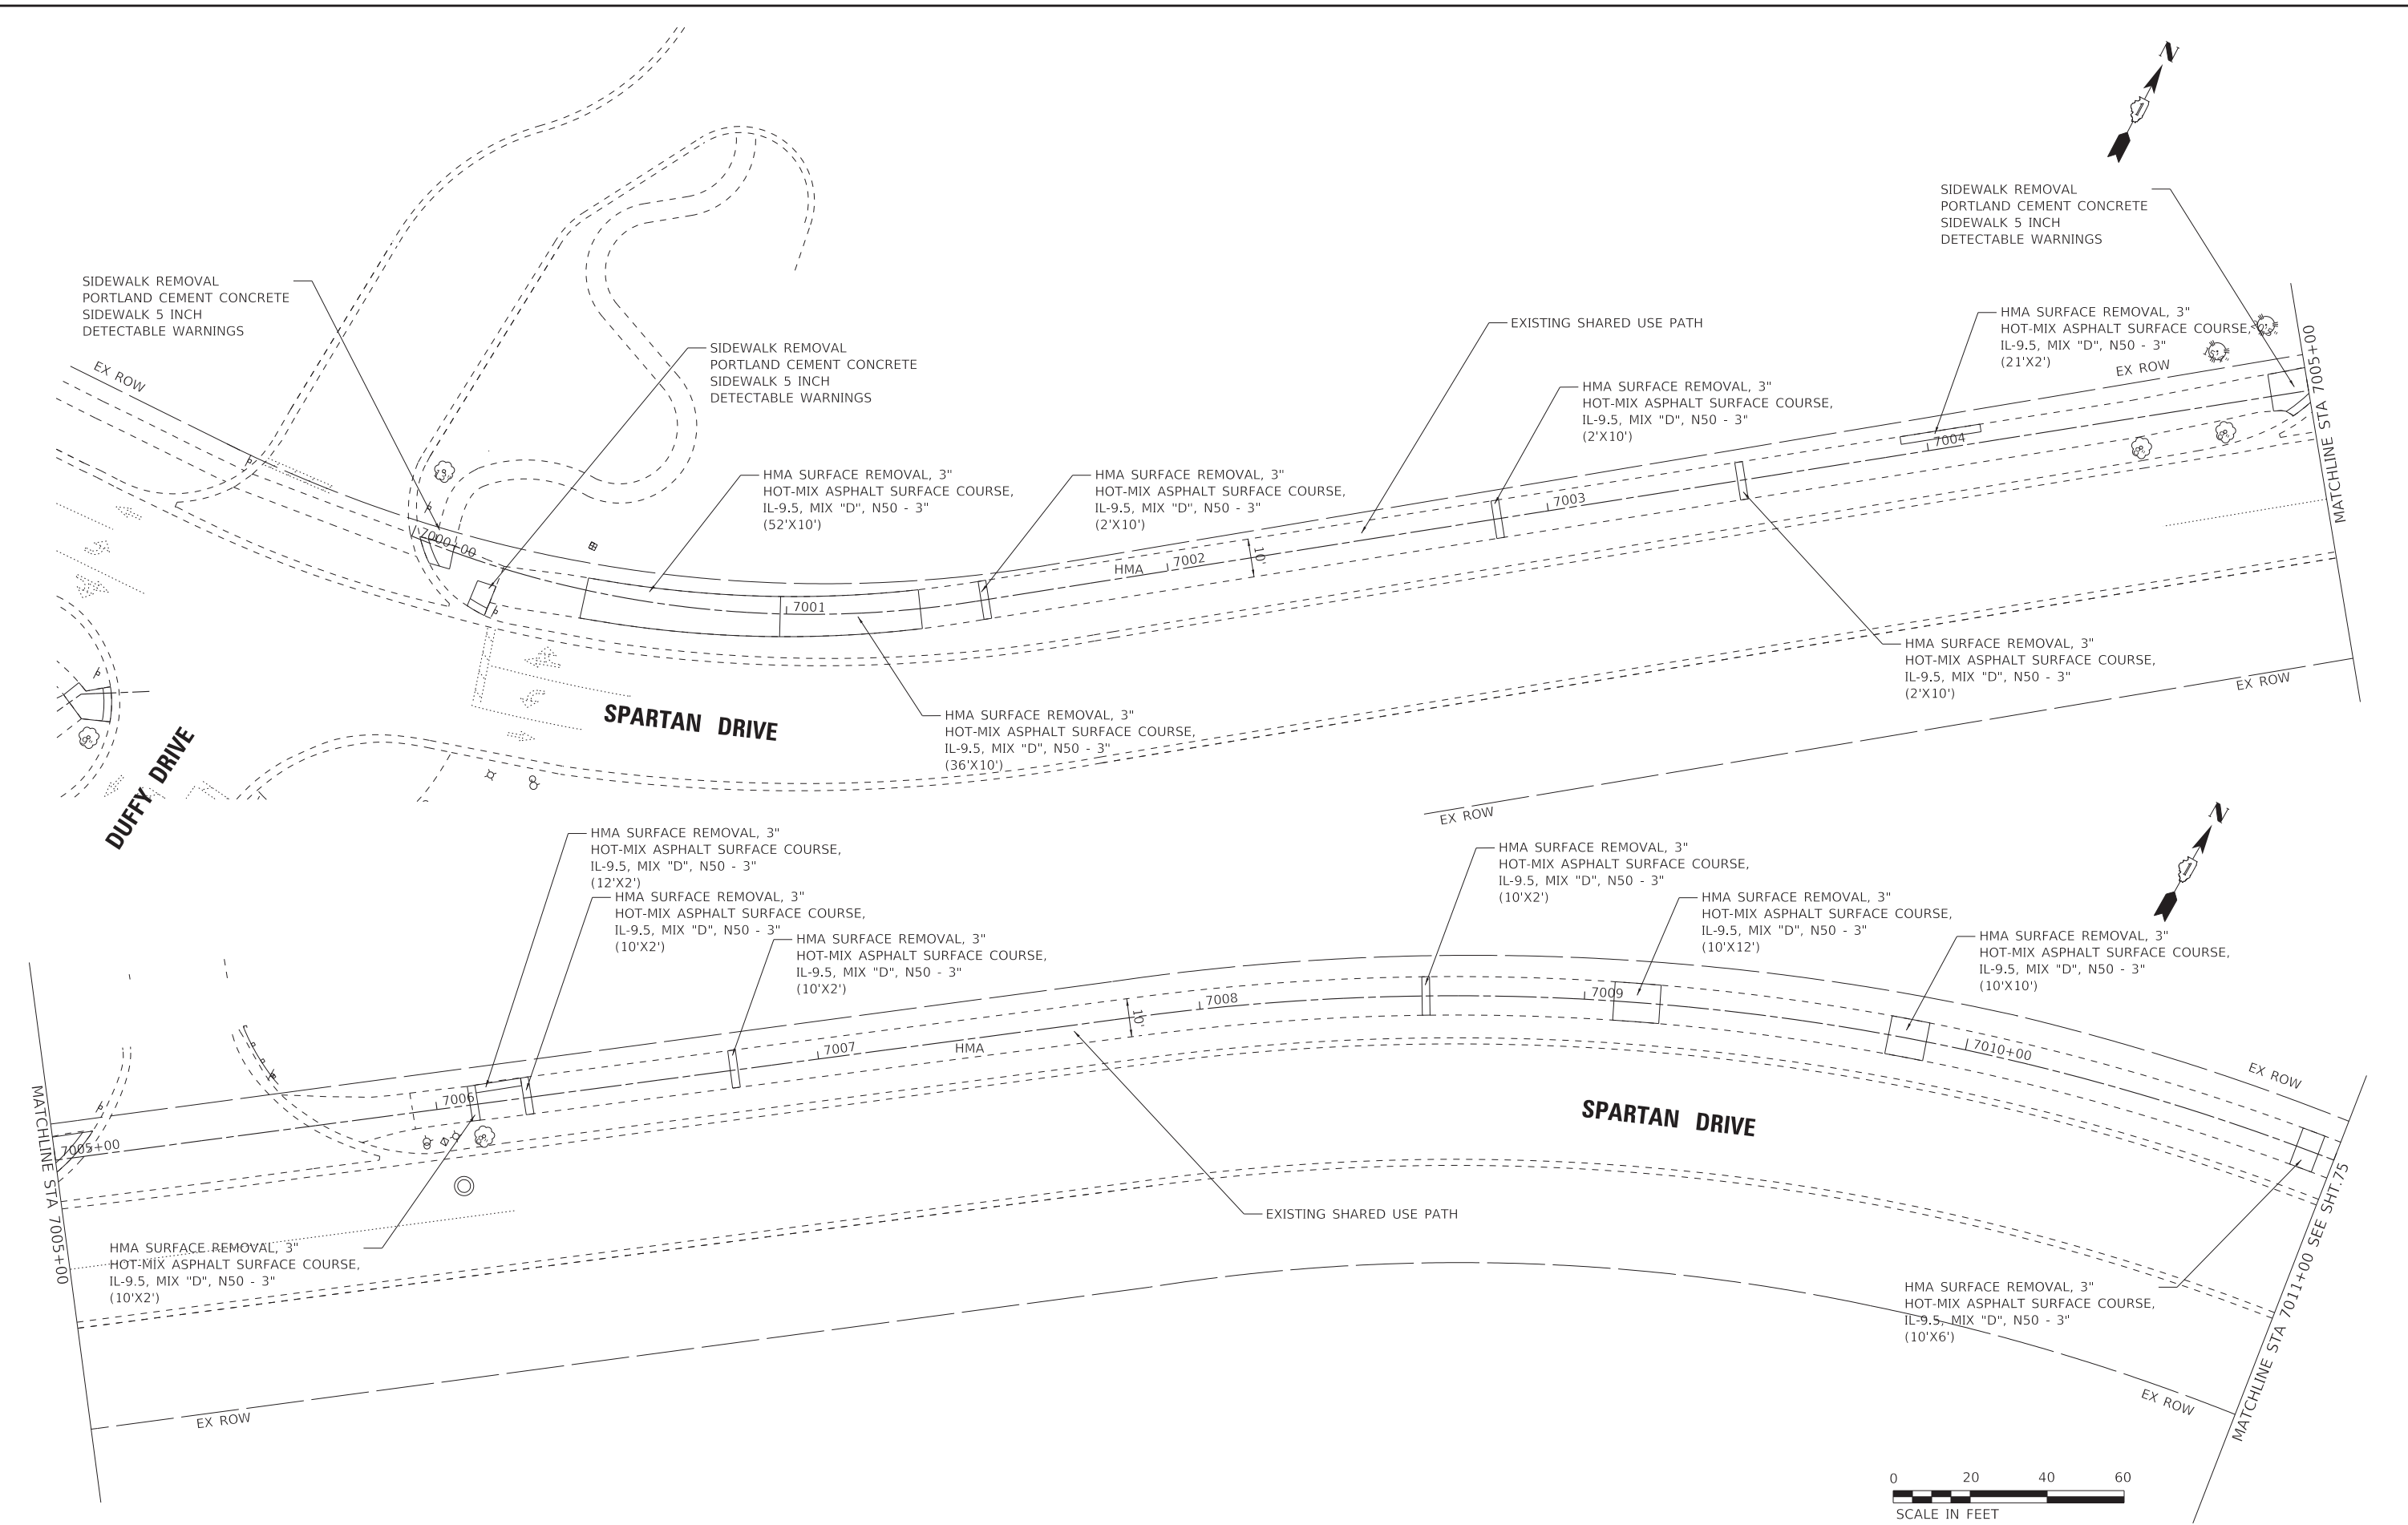 N
SIDEWALK REMOVAL
PORTLAND CEMENT CONCRETE
SIDEWALK 5 INCH
DETECTABLE WARNINGS
SIDEWALK REMOVAL
PORTLAND CEMENT CONCRETE
SIDEWALK 5 INCH
DETECTABLE WARNINGS
SIDEWALK REMOVAL
PORTLAND CEMENT CONCRETE
SIDEWALK 5 INCH
DETECTABLE WARNINGS
EXISTING SHARED USE PATH
HMA SURFACE REMOVAL, 3"
HOT-MIX ASPHALT SURFACE COURSE,
IL-9.5, MIX "D", N50 - 3"
(21'X2')
HMA SURFACE REMOVAL, 3"
HOT-MIX ASPHALT SURFACE COURSE,
IL-9.5, MIX "D", N50 - 3"
(2'X10')
HMA SURFACE REMOVAL, 3"
HOT-MIX ASPHALT SURFACE COURSE,
IL-9.5, MIX "D", N50 - 3"
(52'X10')
HMA SURFACE REMOVAL, 3"
HOT-MIX ASPHALT SURFACE COURSE,
IL-9.5, MIX "D", N50 - 3"
(2'X10')
EX ROW
EX ROW
MATCHLINE STA 7005+00
7000+00
7001
HMA
7002
10'
7003
7004
HMA SURFACE REMOVAL, 3"
HOT-MIX ASPHALT SURFACE COURSE,
IL-9.5, MIX "D", N50 - 3"
(2'X10')
HMA SURFACE REMOVAL, 3"
HOT-MIX ASPHALT SURFACE COURSE,
IL-9.5, MIX "D", N50 - 3"
(36'X10')
SPARTAN DRIVE
DUFFY DRIVE
EX ROW
EX ROW
N
HMA SURFACE REMOVAL, 3"
HOT-MIX ASPHALT SURFACE COURSE,
IL-9.5, MIX "D", N50 - 3"
(12'X2')
HMA SURFACE REMOVAL, 3"
HOT-MIX ASPHALT SURFACE COURSE,
IL-9.5, MIX "D", N50 - 3"
(10'X2')
HMA SURFACE REMOVAL, 3"
HOT-MIX ASPHALT SURFACE COURSE,
IL-9.5, MIX "D", N50 - 3"
(10'X2')
HMA SURFACE REMOVAL, 3"
HOT-MIX ASPHALT SURFACE COURSE,
IL-9.5, MIX "D", N50 - 3"
(10'X2')
HMA SURFACE REMOVAL, 3"
HOT-MIX ASPHALT SURFACE COURSE,
IL-9.5, MIX "D", N50 - 3"
(10'X12')
HMA SURFACE REMOVAL, 3"
HOT-MIX ASPHALT SURFACE COURSE,
IL-9.5, MIX "D", N50 - 3"
(10'X10')
MATCHLINE STA 7005+00
7005+00
7006
7007
HMA
10'
7008
7009
7010+00
EX ROW
SPARTAN DRIVE
EXISTING SHARED USE PATH
HMA SURFACE REMOVAL, 3"
HOT-MIX ASPHALT SURFACE COURSE,
IL-9.5, MIX "D", N50 - 3"
(10'X2')
HMA SURFACE REMOVAL, 3"
HOT-MIX ASPHALT SURFACE COURSE,
IL-9.5, MIX "D", N50 - 3"
(10'X6')
MATCHLINE STA 7011+00 SEE SHT.75
EX ROW
EX ROW
0 20 40 60
SCALE IN FEET